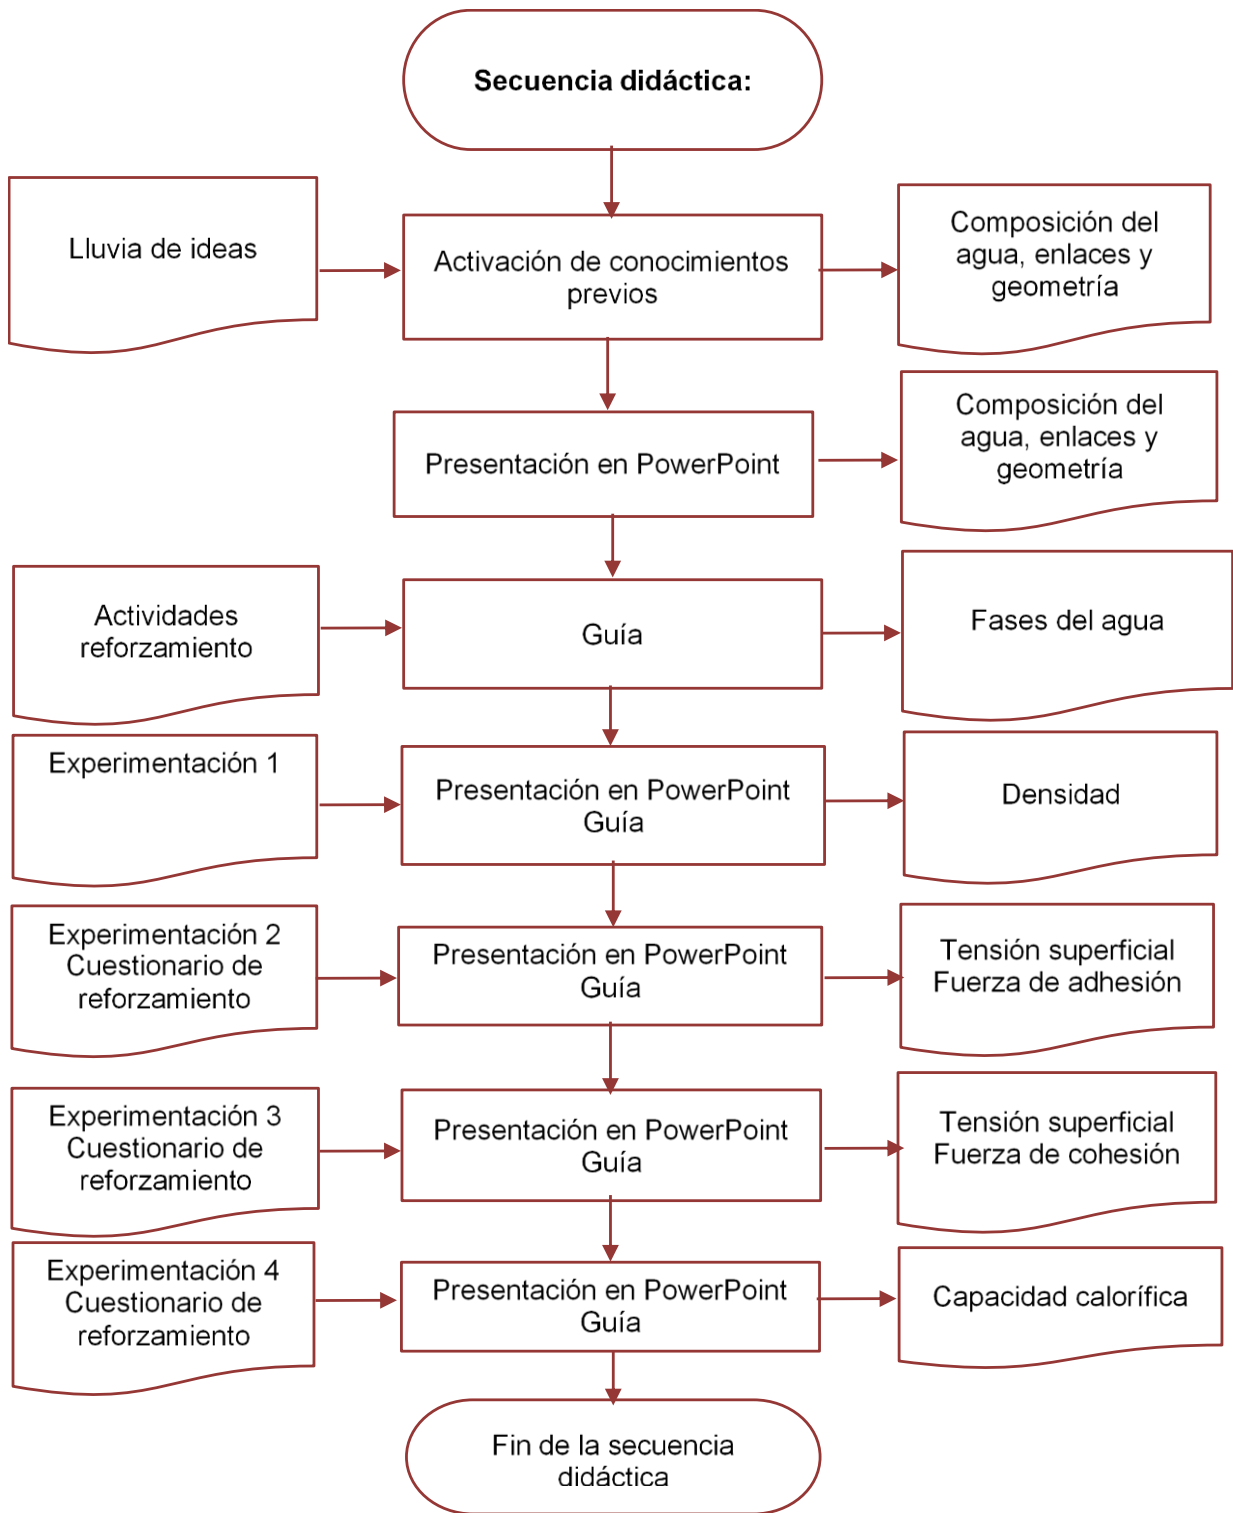 Secuencia didáctica:
Lluvia de ideas
Activación de conocimientos
previos
Composición del
agua, enlaces y
geometría
Presentación en PowerPoint
Composición del
agua, enlaces y
geometría
Actividades
reforzamiento
Guía
Fases del agua
Experimentación 1
Presentación en PowerPoint
Guía
Densidad
Experimentación 2
Cuestionario de
reforzamiento
Presentación en PowerPoint
Guía
Tensión superficial
Fuerza de adhesión
Experimentación 3
Cuestionario de
reforzamiento
Presentación en PowerPoint
Guía
Tensión superficial
Fuerza de cohesión
Experimentación 4
Cuestionario de
reforzamiento
Presentación en PowerPoint
Guía
Capacidad calorífica
Fin de la secuencia
didáctica